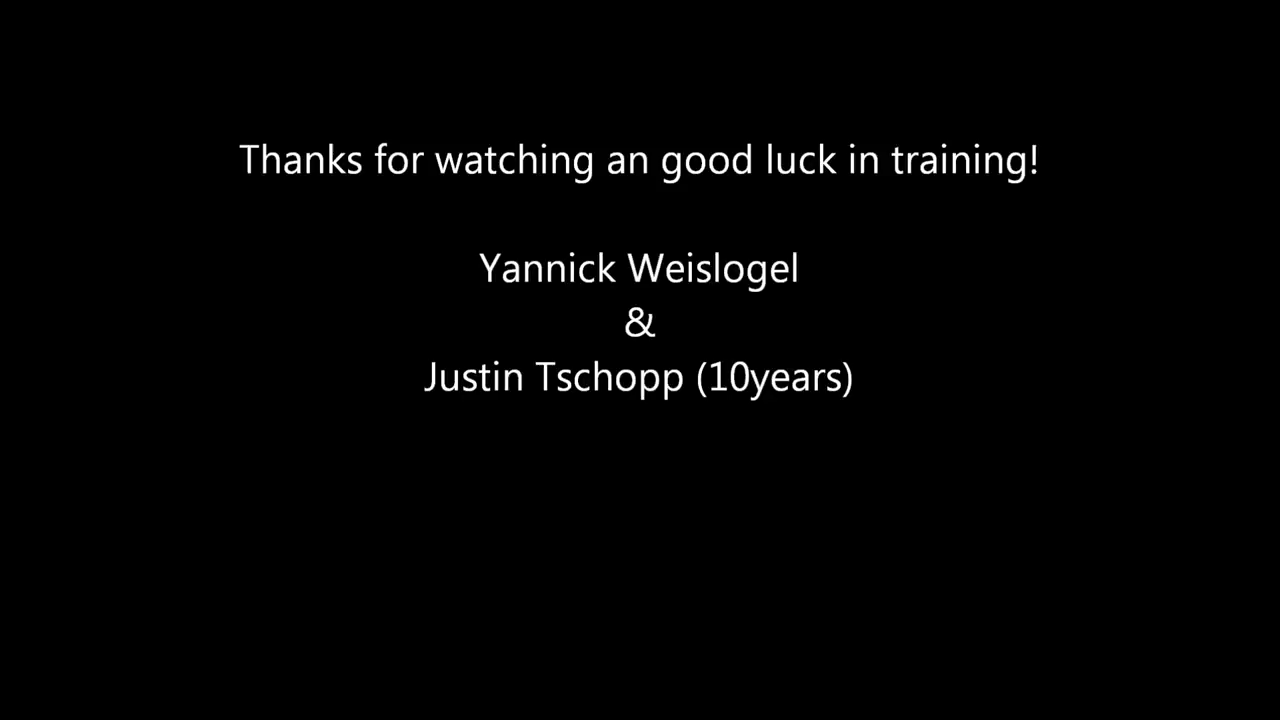 Thanks for watching an good luck in training!
Yannick Weislogel
&
Justin Tschopp (10years)